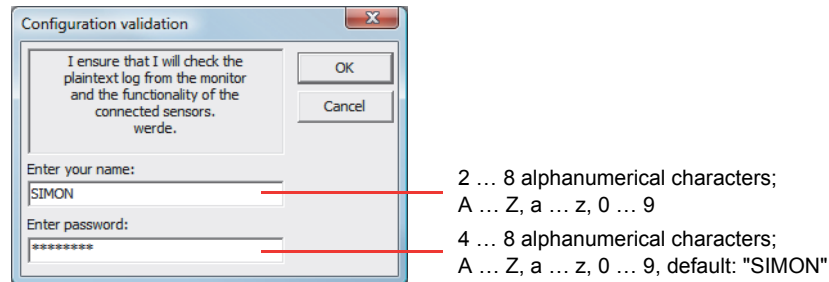 Configuration validation
I ensure that I will check the
plaintext log from the monitor
and the functionality of the
connected sensors.
werde.
OK
Cancel
Enter your name:
SIMON
2 … 8 alphanumerical characters;
A … Z, a … z, 0 … 9
Enter password:
********
4 … 8 alphanumerical characters;
A … Z, a … z, 0 … 9, default: "SIMON"